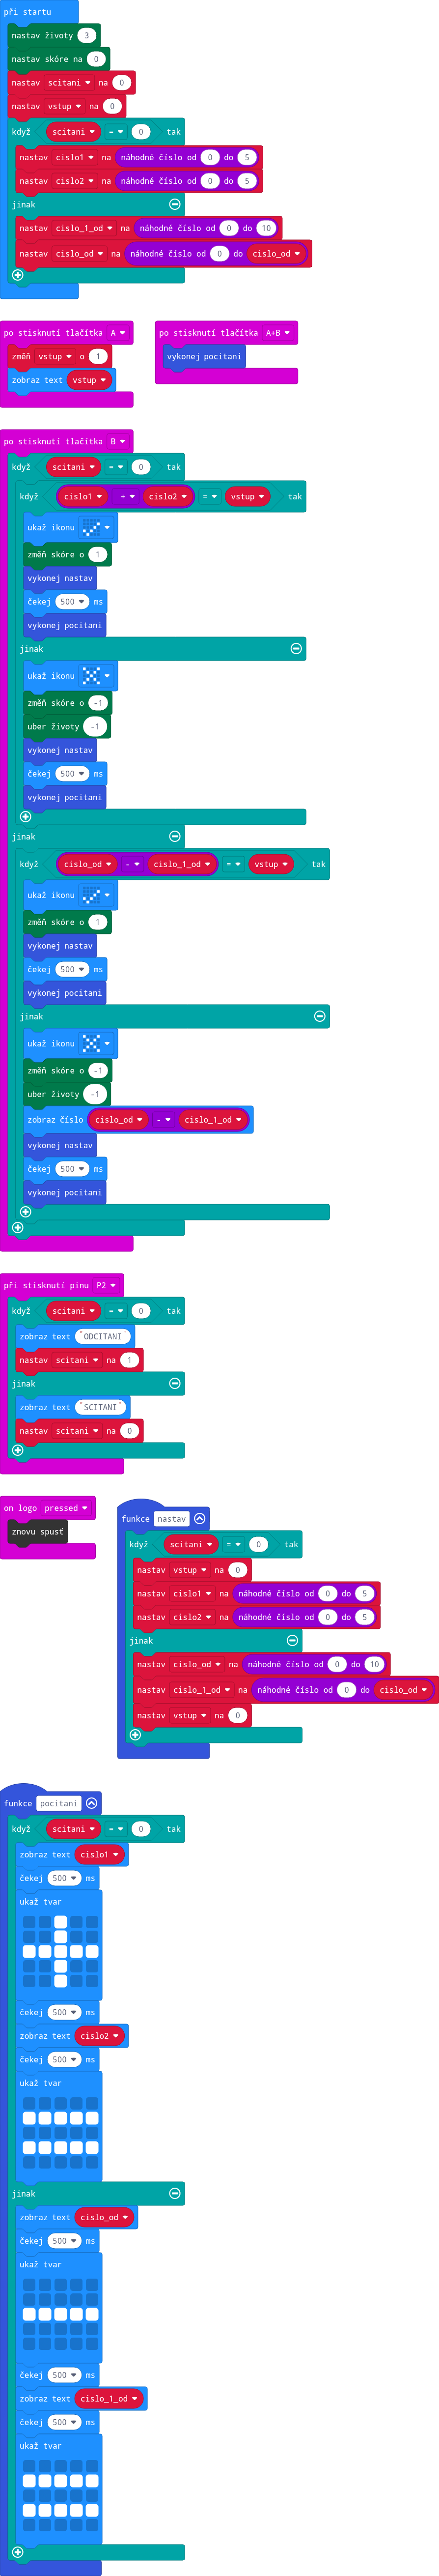 při startu
nastav životy 3
nastav skóre na 0
nastav scitani na 0
nastav vstup na 0
když scitani = 0 tak
nastav cislo1 na náhodné číslo od 0 do 5
nastav cislo2 na náhodné číslo od 0 do 5
jinak
nastav cislo_1_od na náhodné číslo od 0 do 10
nastav cislo_od na náhodné číslo od 0 do cislo_od
po stisknutí tlačítka A
změň vstup o 1
zobraz text vstup
po stisknutí tlačítka A+B
vykonej pocitani
po stisknutí tlačítka B
když scitani = 0 tak
když cislo1 + cislo2 = vstup tak
ukaž ikonu
změň skóre o 1
vykonej nastav
čekej 500 ms
vykonej pocitani
jinak
ukaž ikonu
změň skóre o -1
uber životy -1
vykonej nastav
čekej 500 ms
vykonej pocitani
jinak
když cislo_od - cislo_1_od = vstup tak
ukaž ikonu
změň skóre o 1
vykonej nastav
čekej 500 ms
vykonej pocitani
jinak
ukaž ikonu
změň skóre o -1
uber životy -1
zobraz číslo cislo_od - cislo_1_od
vykonej nastav
čekej 500 ms
vykonej pocitani
při stisknutí pinu P2
když scitani = 0 tak
zobraz text "ODCITANI"
nastav scitani na 1
jinak
zobraz text "SCITANI"
nastav scitani na 0
on logo pressed
znovu spusť
funkce nastav
když scitani = 0 tak
nastav vstup na 0
nastav cislo1 na náhodné číslo od 0 do 5
nastav cislo2 na náhodné číslo od 0 do 5
jinak
nastav cislo_od na náhodné číslo od 0 do 10
nastav cislo_1_od na náhodné číslo od 0 do cislo_od
nastav vstup na 0
funkce pocitani
když scitani = 0 tak
zobraz text cislo1
čekej 500 ms
ukaž tvar
čekej 500 ms
zobraz text cislo2
čekej 500 ms
ukaž tvar
jinak
zobraz text cislo_od
čekej 500 ms
ukaž tvar
čekej 500 ms
zobraz text cislo_1_od
čekej 500 ms
ukaž tvar